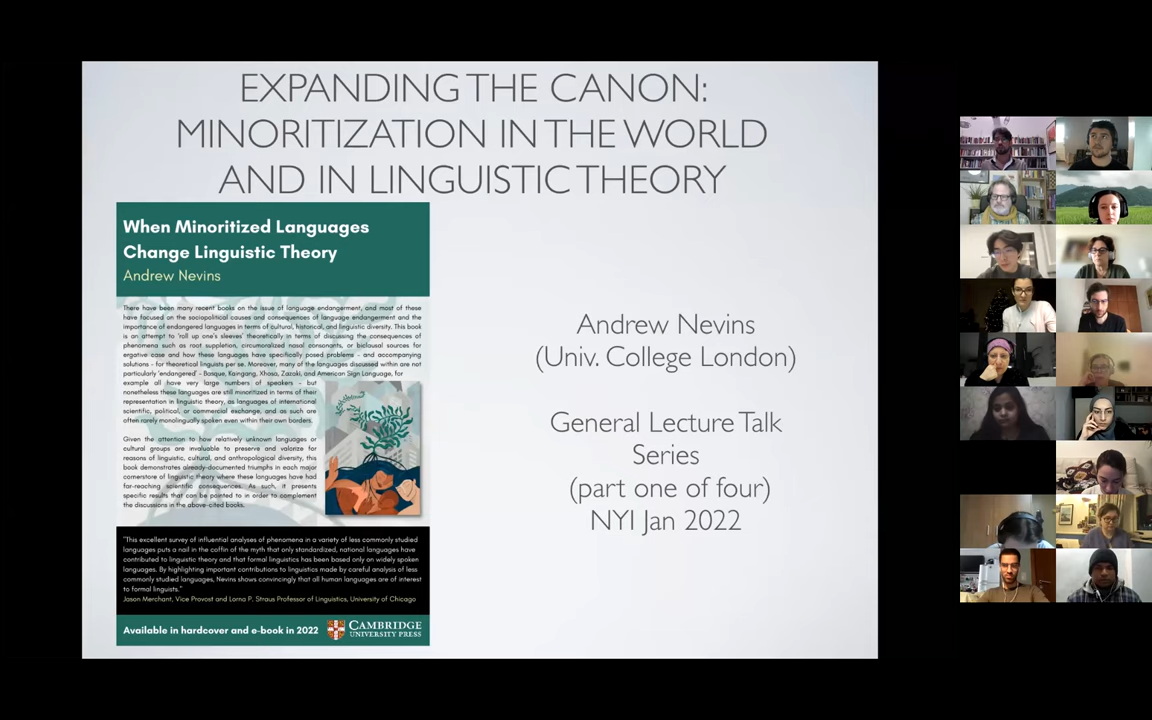 EXPANDING THE CANON:
MINORITIZATION IN THE WORLD
AND IN LINGUISTIC THEORY
When Minoritized Languages
Change Linguistic Theory
Andrew Nevins
There have been many recent books on the issue of language endangerment, and most of these
have focused on the sociopolitical causes and consequences of language endangerment and the
importance of endangered languages in terms of cultural, historical, and linguistic diversity. This book
is an attempt to 'roll up one's sleeves' theoretically in terms of discussing the consequences of
phenomena such as root suppletion, circumoralized nasal consonants, or biclausal sources for
ergative case and how these languages have specifically posed problems - and accompanying
solutions - for theoretical linguists per se. Moreover, many of the languages discussed within are not
particularly 'endangered' - Basque, Kaingang, Xhosa, Zazaki, and American Sign Language, for
example all have very large numbers of speakers - but
nonetheless these languages are still minoritized in terms of their
representation in linguistic theory, as languages of international
scientific, political, or commercial exchange, and as such are
often rarely monolingually spoken even within their own borders.
Given the attention to how relatively unknown languages or
cultural groups are invaluable to preserve and valorize for
reasons of linguistic, cultural, and anthropological diversity, this
book demonstrates already-documented triumphs in each major
cornerstore of linguistic theory where these languages have had
far-reaching scientific consequences. As such, it presents
specific results that can be pointed to in order to complement
the discussions in the above-cited books.
"This excellent survey of influential analyses of phenomena in a variety of less commonly studied
languages puts a nail in the coffin of the myth that only standardized, national languages have
contributed to linguistic theory and that formal linguistics has been based only on widely spoken
languages. By highlighting important contributions to linguistics made by careful analysis of less
commonly studied languages, Nevins shows convincingly that all human languages are of interest
to formal linguists."
Jason Merchant, Vice Provost and Lorna P. Straus Professor of Linguistics, University of Chicago
Available in hardcover and e-book in 2022
CAMBRIDGE
UNIVERSITY PRESS
Andrew Nevins
(Univ. College London)
General Lecture Talk
Series
(part one of four)
NYI Jan 2022